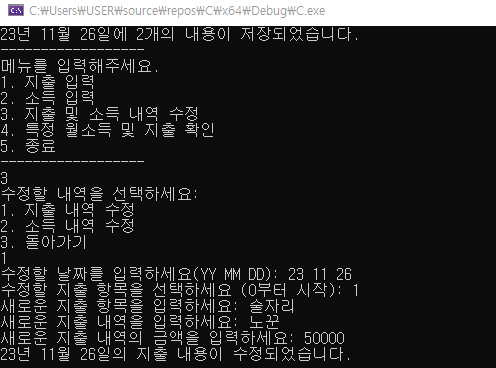 C:₩Users₩USER₩source₩repos₩C₩x64₩Debug₩C.exe
23년 11월 26일에 2개의 내용이 저장되었습니다.
-----------------
메뉴를 입력해주세요.
1. 지출 입력
2. 소득 입력
3. 지출 및 소득 내역 수정
4. 특정 월소득 및 지출 확인
5. 종료
-----------------
3
수정할 내역을 선택하세요:
1. 지출 내역 수정
2. 소득 내역 수정
3. 돌아가기
1
수정할 날짜를 입력하세요(YY MM DD): 23 11 26
수정할 지출 항목을 선택하세요 (0부터 시작): 1
새로운 지출 항목을 입력하세요: 술자리
새로운 지출 내역을 입력하세요: 노꾼
새로운 지출 내역의 금액을 입력하세요: 50000
23년 11월 26일의 지출 내용이 수정되었습니다.